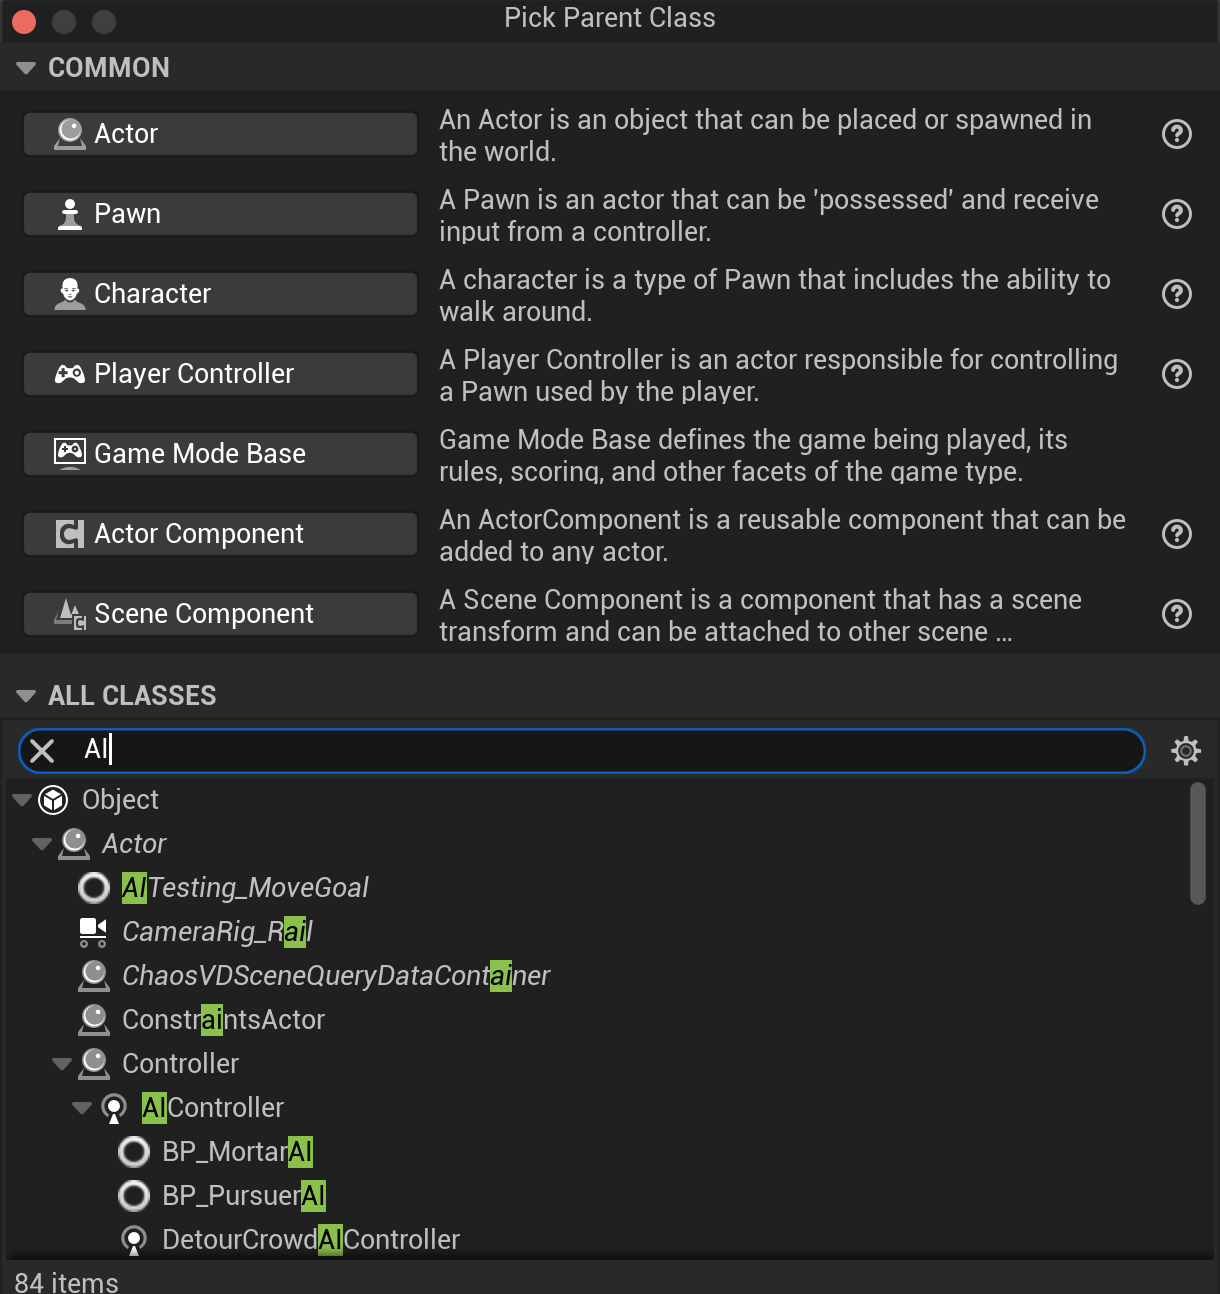 Pick Parent Class
COMMON
Actor
An Actor is an object that can be placed or spawned in
the world.
Pawn
A Pawn is an actor that can be 'possessed' and receive
input from a controller.
Character
A character is a type of Pawn that includes the ability to
walk around.
Player Controller
A Player Controller is an actor responsible for controlling
a Pawn used by the player.
Game Mode Base
Game Mode Base defines the game being played, its
rules, scoring, and other facets of the game type.
Actor Component
An ActorComponent is a reusable component that can be
added to any actor.
Scene Component
A Scene Component is a component that has a scene
transform and can be attached to other scene ...
ALL CLASSES
AI
Object
Actor
AITesting_MoveGoal
CameraRig_Rail
ChaosVDSceneQueryDataContainer
ConstraintsActor
Controller
AIController
BP_MortarAI
BP_PursuerAI
DetourCrowdAIController
84 items